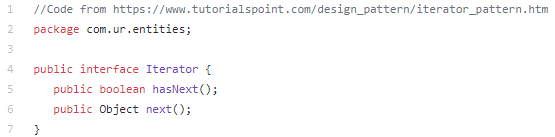 1 //Code from https://www.tutorialspoint.com/design_pattern/iterator_pattern.htm
2 package com.ur.entities;
3
4 public interface Iterator {
5 public boolean hasNext();
6 public Object next();
7 }